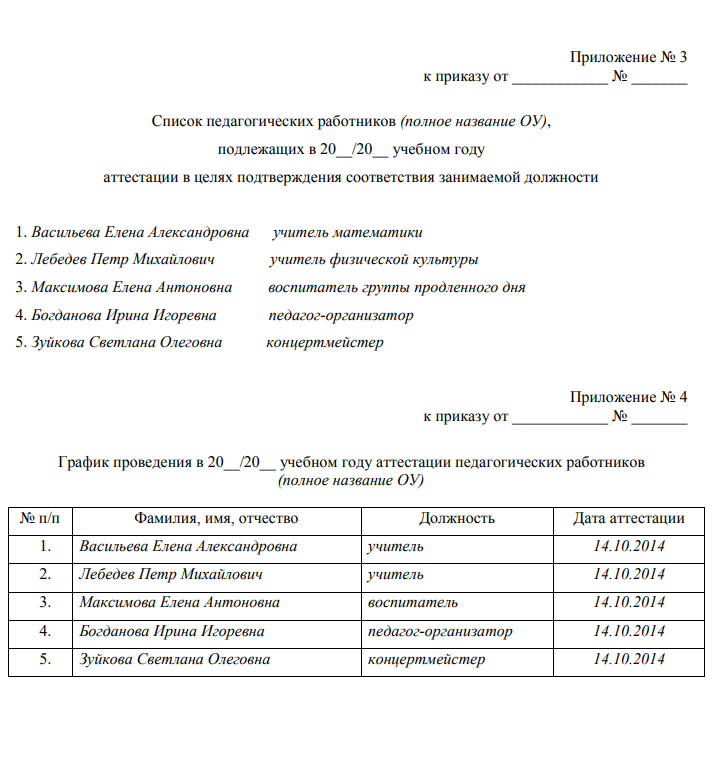 Приложение № 3
к приказу от ____________ № _______
Список педагогических работников (полное название ОУ),
подлежащих в 20__/20__ учебном году
аттестации в целях подтверждения соответствия занимаемой должности
1. Васильева Елена Александровна учитель математики
2. Лебедев Петр Михайлович учитель физической культуры
3. Максимова Елена Антоновна воспитатель группы продленного дня
4. Богданова Ирина Игоревна педагог-организатор
5. Зуйкова Светлана Олеговна концертмейстер
Приложение № 4
к приказу от ____________ № _______
График проведения в 20__/20__ учебном году аттестации педагогических работников
(полное название ОУ)
№ п/п Фамилия, имя, отчество Должность Дата аттестации
1. Васильева Елена Александровна учитель 14.10.2014
2. Лебедев Петр Михайлович учитель 14.10.2014
3. Максимова Елена Антоновна воспитатель 14.10.2014
4. Богданова Ирина Игоревна педагог-организатор 14.10.2014
5. Зуйкова Светлана Олеговна концертмейстер 14.10.2014